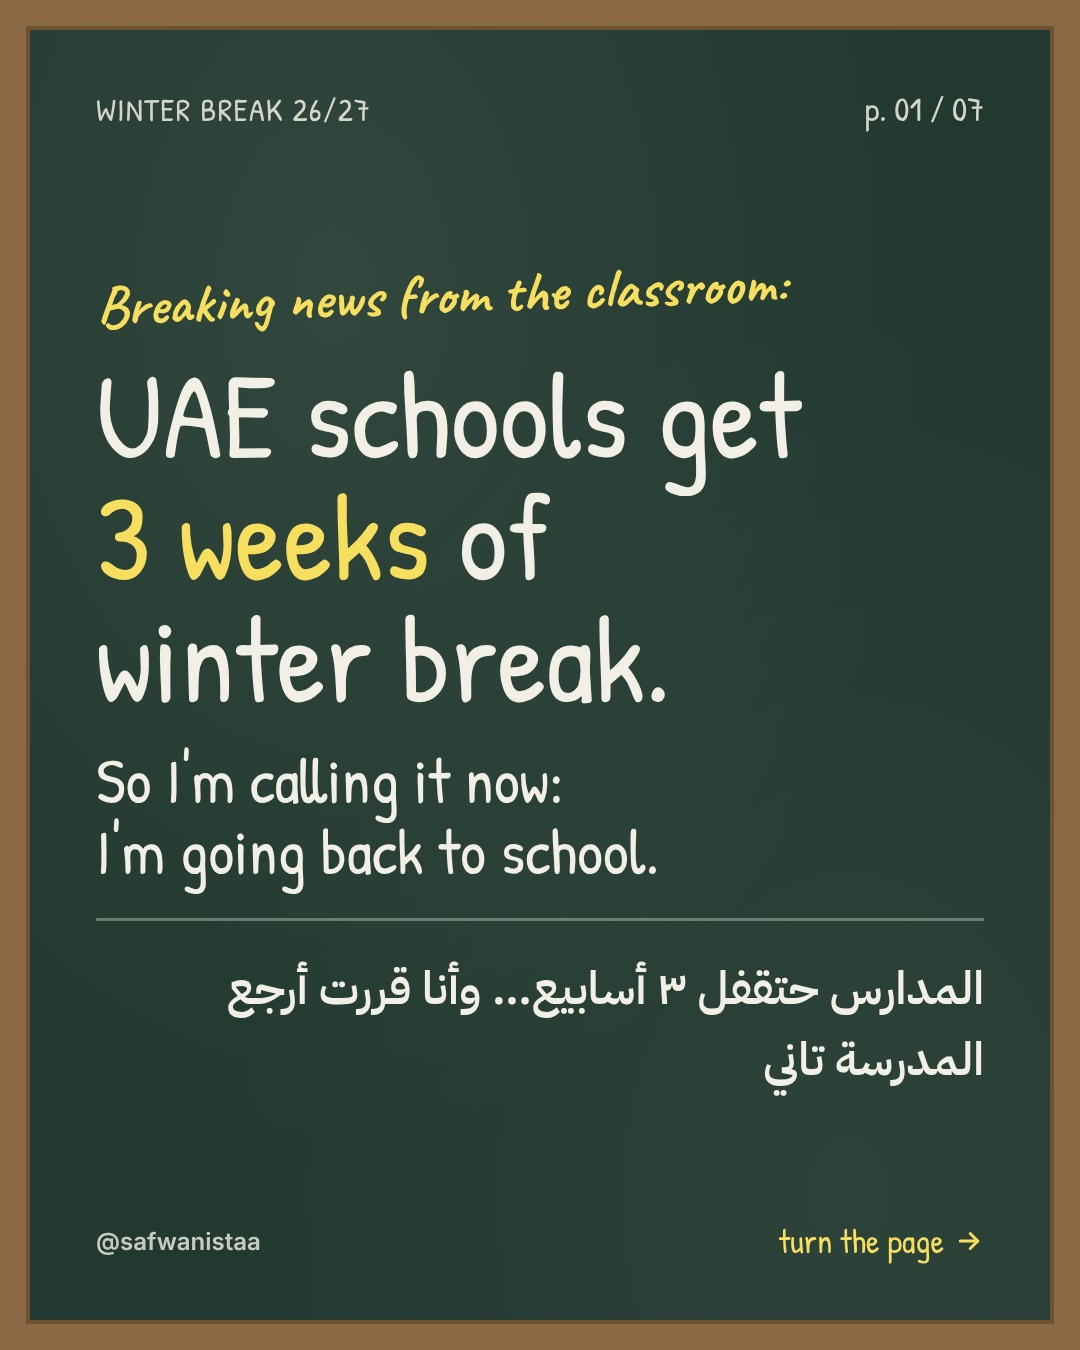 WINTER BREAK 26/27
p. 01 / 07
Breaking news from the classroom:
UAE schools get
3 weeks of
winter break.
So I'm calling it now:
I'm going back to school.
المدارس حتقفل ٣ أسابيع... وأنا قررت أرجع
المدرسة تاني
@safwanistaa
turn the page →